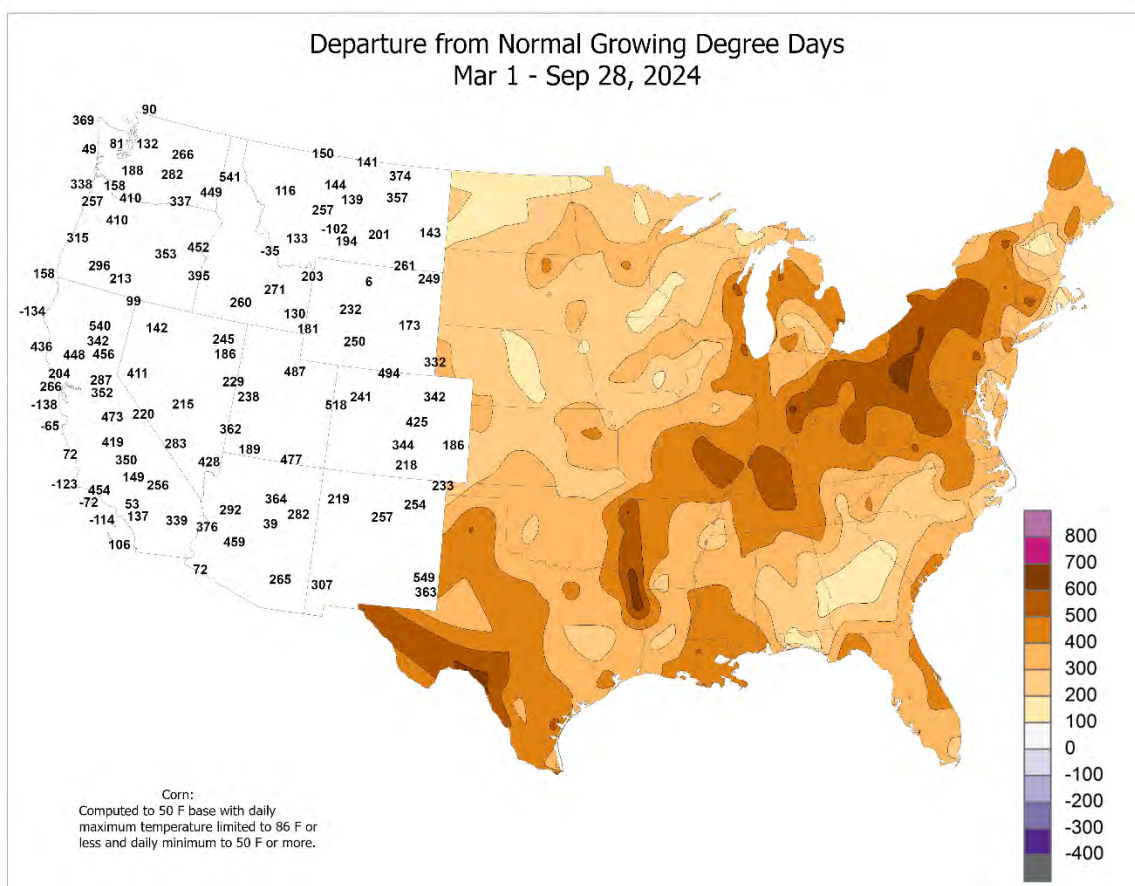 Departure from Normal Growing Degree Days
Mar 1 - Sep 28, 2024
90
369
49 81 132
266
150
141
188 282 541 374
338 158 449 116 144 357
257 410 337 139
410 257
-102
315 133 194 201 143
452 -35
353
296 395 203 261
158 213 271 6 249
99 260 232
-134 130
540 142 181 173
342 245 250
436 448 456 186
204 411 487 494 332
266 287 229
352 238 241 342
-138 215 518
473 220 425
-65 362
419 283 344 186
72 350 428 189 477 218
149
-123 454 256 364 219 233
-72 53 292 282 254
-114 137 339 39 257
376
106 459
72 265 307 549
363
800
700
600
500
400
300
200
100
0
-100
-200
-300
-400
Corn:
Computed to 50 F base with daily
maximum temperature limited to 86 F or
less and daily minimum to 50 F or more.